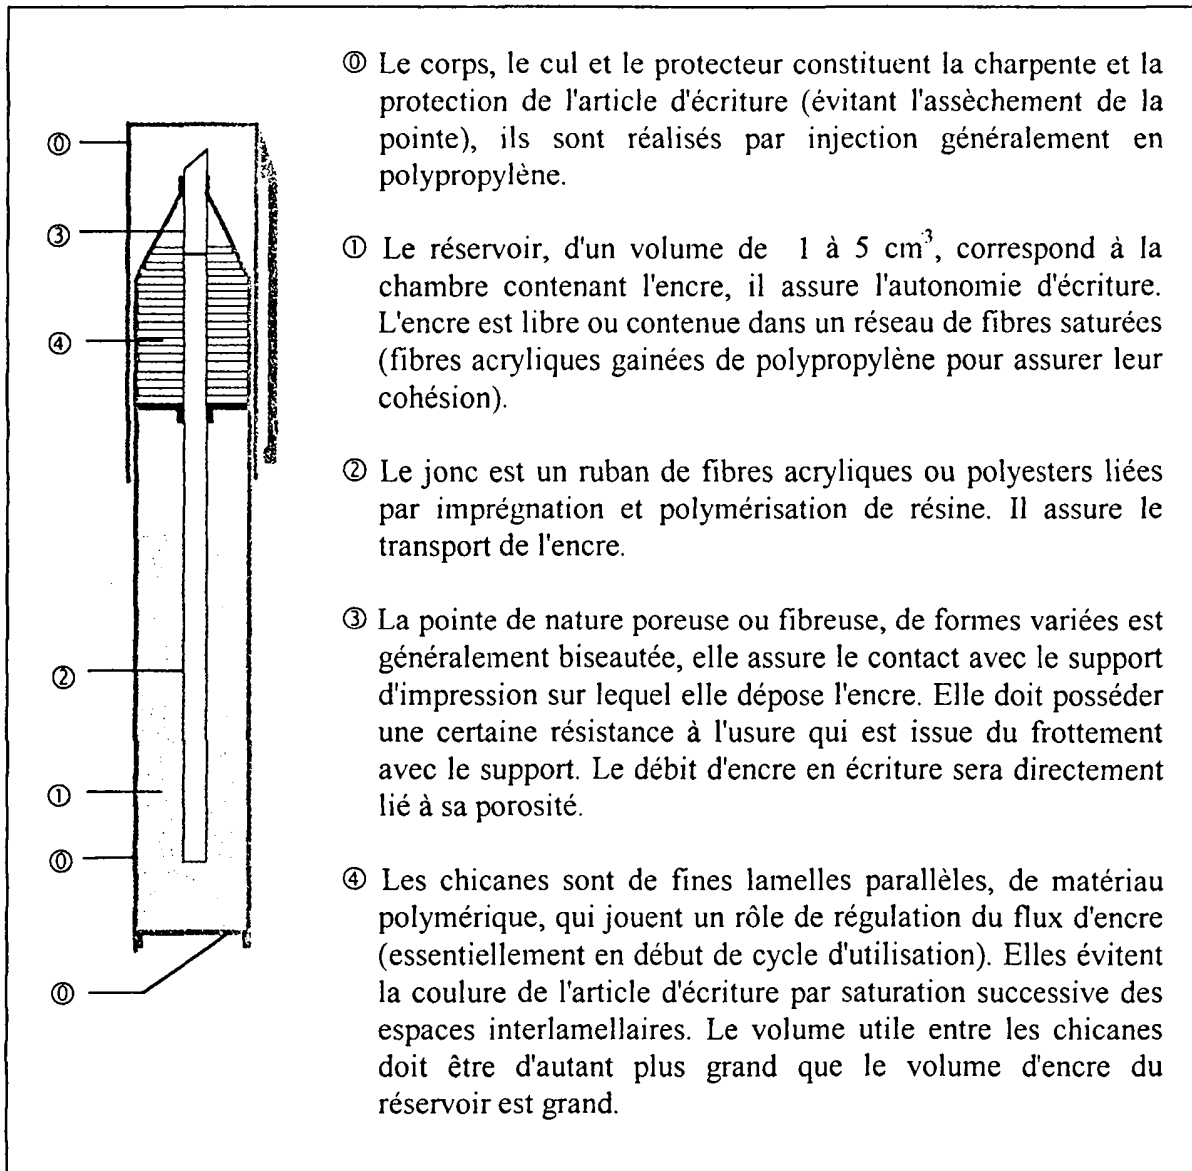 ⓪ Le corps, le cul et le protecteur constituent la charpente et la
protection de l'article d'écriture (évitant l'assèchement de la
pointe), ils sont réalisés par injection généralement en
polypropylène.
① Le réservoir, d'un volume de 1 à 5 cm³, correspond à la
chambre contenant l'encre, il assure l'autonomie d'écriture.
L'encre est libre ou contenue dans un réseau de fibres saturées
(fibres acryliques gainées de polypropylène pour assurer leur
cohésion).
② Le jonc est un ruban de fibres acryliques ou polyesters liées
par imprégnation et polymérisation de résine. Il assure le
transport de l'encre.
③ La pointe de nature poreuse ou fibreuse, de formes variées est
généralement biseautée, elle assure le contact avec le support
d'impression sur lequel elle dépose l'encre. Elle doit posséder
une certaine résistance à l'usure qui est issue du frottement
avec le support. Le débit d'encre en écriture sera directement
lié à sa porosité.
④ Les chicanes sont de fines lamelles parallèles, de matériau
polymérique, qui jouent un rôle de régulation du flux d'encre
(essentiellement en début de cycle d'utilisation). Elles évitent
la coulure de l'article d'écriture par saturation successive des
espaces interlamellaires. Le volume utile entre les chicanes
doit être d'autant plus grand que le volume d'encre du
réservoir est grand.
⓪
③
④
②
①
⓪
⓪